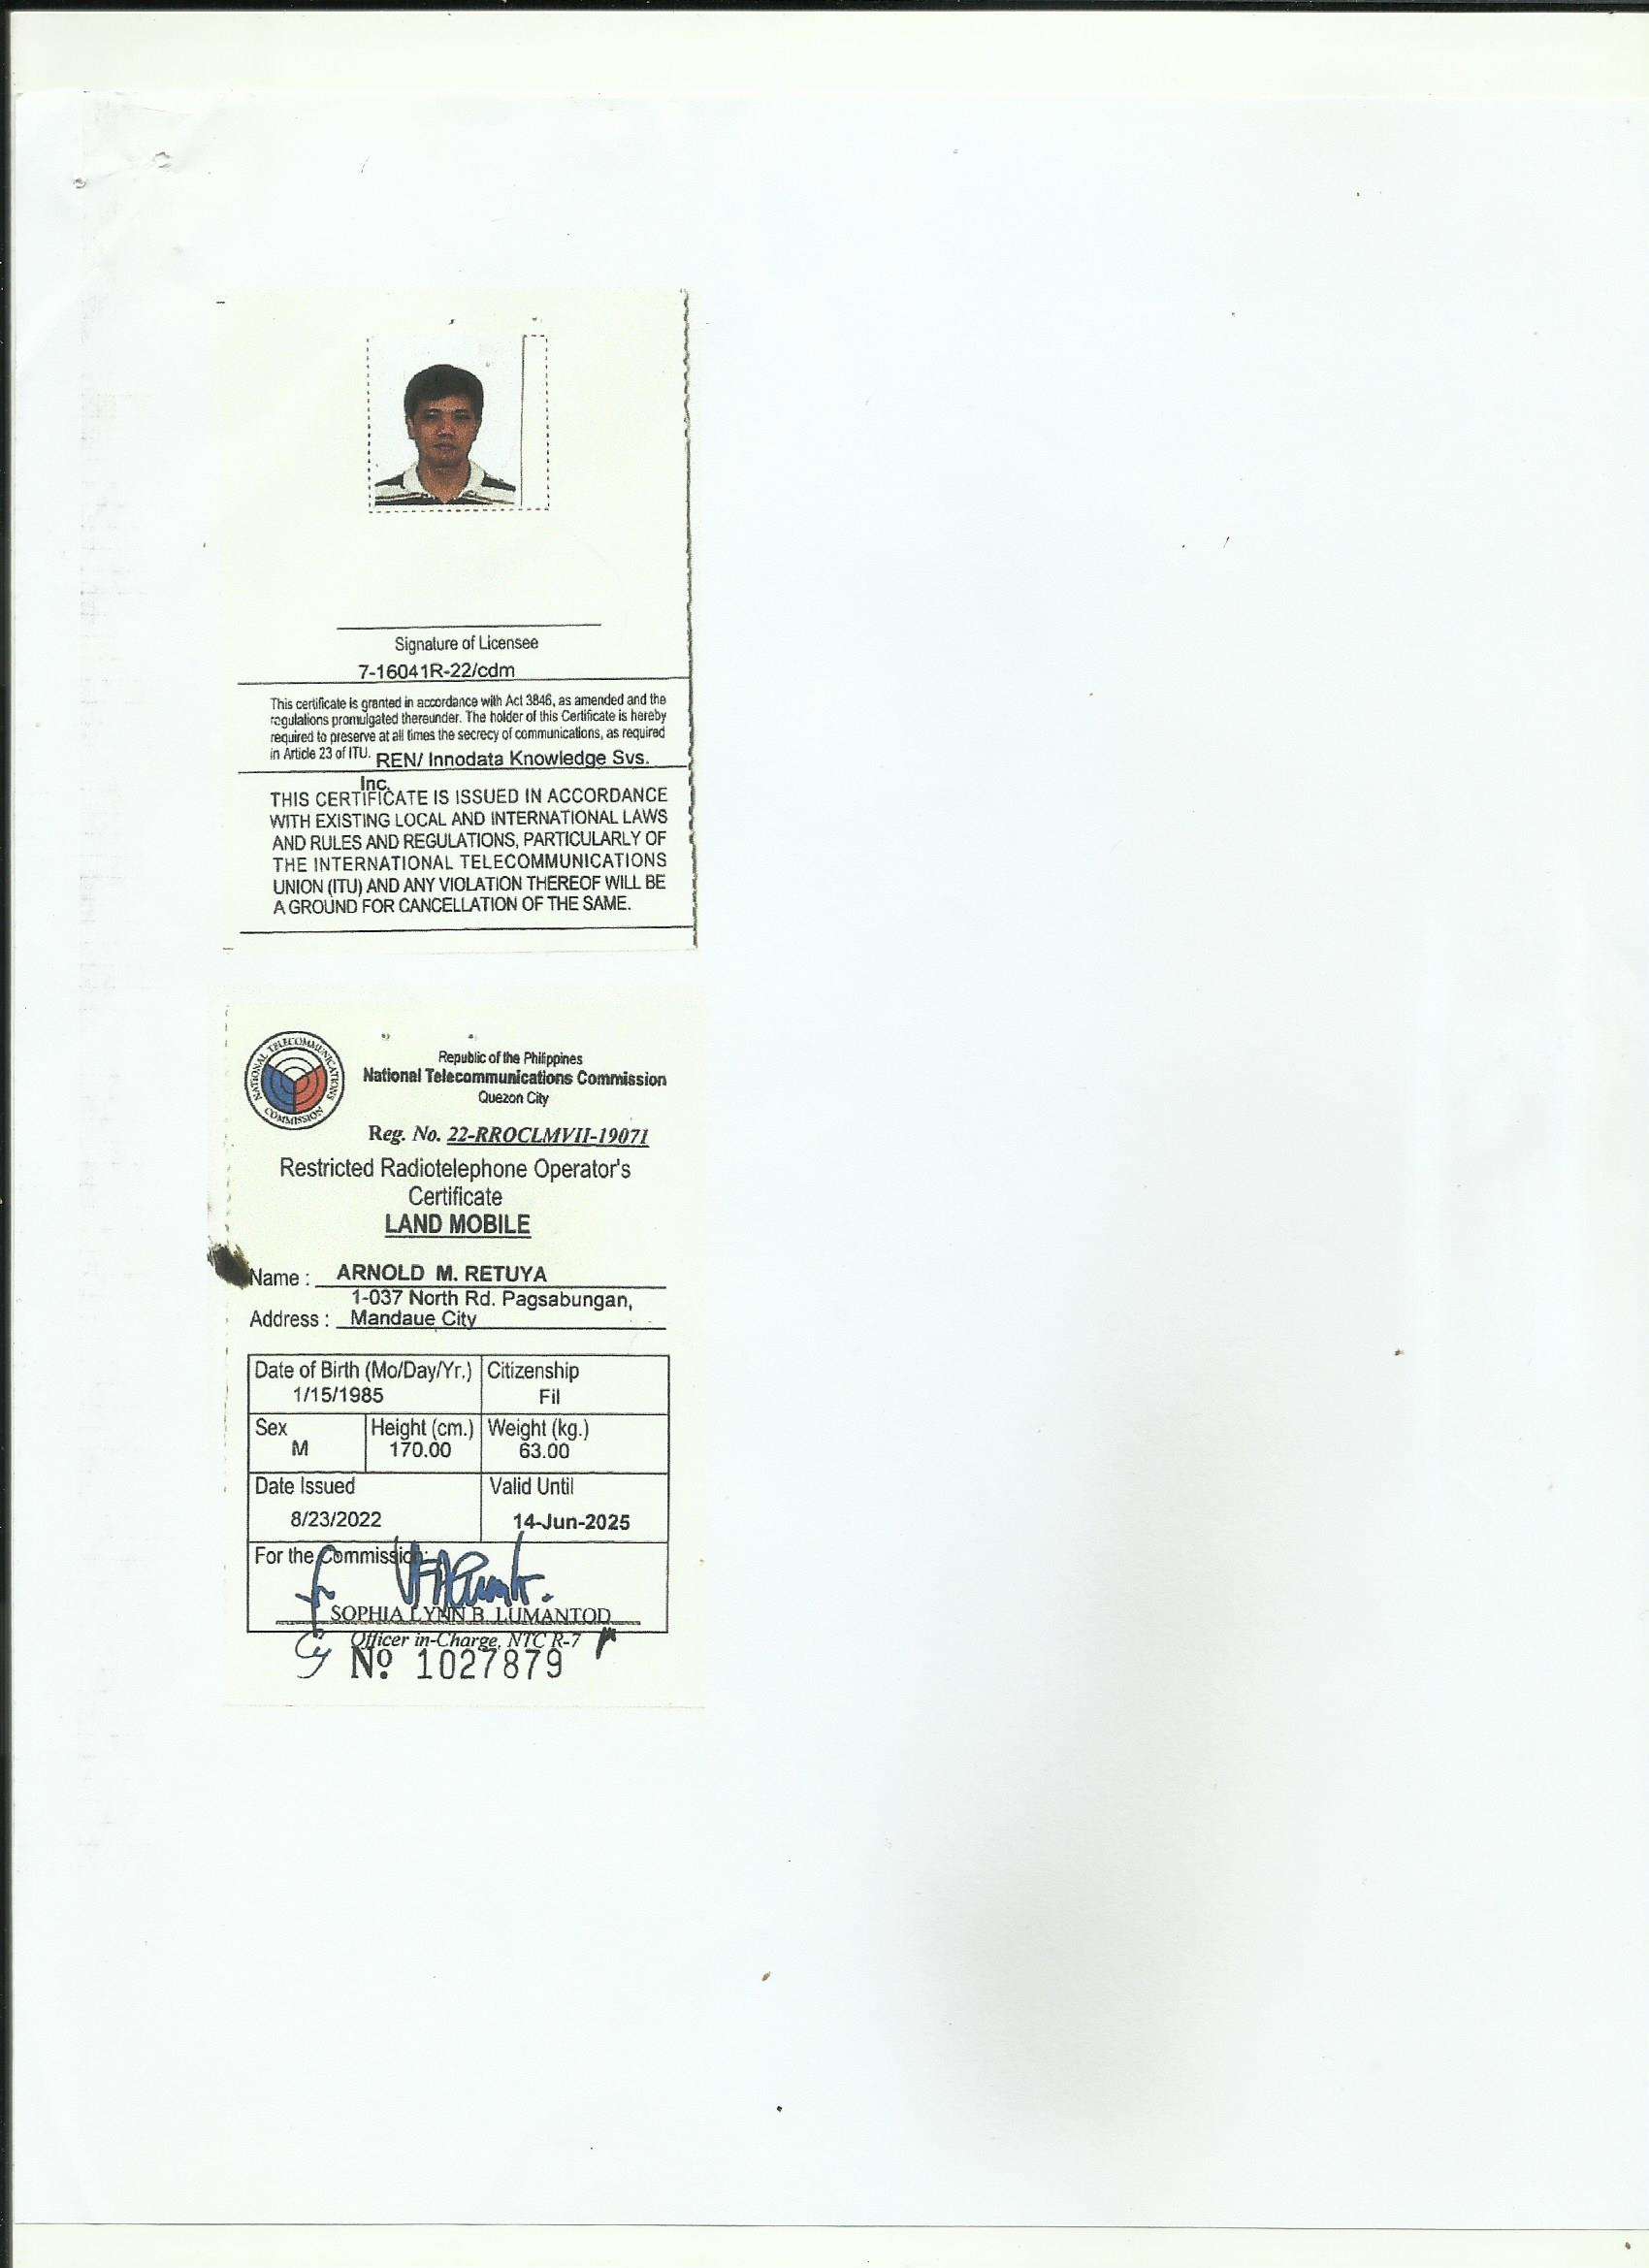 Signature of Licensee
7-16041R-22/cdm
This certificate is granted in accordance with Act 3846, as amended and the
regulations promulgated thereunder. The holder of this Certificate is hereby
required to preserve at all times the secrecy of communications, as required
in Article 23 of ITU. REN/ Innodata Knowledge Svs.
Inc.
THIS CERTIFICATE IS ISSUED IN ACCORDANCE
WITH EXISTING LOCAL AND INTERNATIONAL LAWS
AND RULES AND REGULATIONS, PARTICULARLY OF
THE INTERNATIONAL TELECOMMUNICATIONS
UNION (ITU) AND ANY VIOLATION THEREOF WILL BE
A GROUND FOR CANCELLATION OF THE SAME.
NATIONAL TELECOMMUNICATIONS COMMISSION
Republic of the Philippines
National Telecommunications Commission
Quezon City
Reg. No. 22-RROCLMVII-19071
Restricted Radiotelephone Operator's
Certificate
LAND MOBILE
Name : ARNOLD M. RETUYA
1-037 North Rd. Pagsabungan,
Address : Mandaue City
Date of Birth (Mo/Day/Yr.) Citizenship
1/15/1985 Fil
Sex Height (cm.) Weight (kg.)
M 170.00 63.00
Date Issued Valid Until
8/23/2022 14-Jun-2025
For the Commission:
SOPHIA LYNN B. LUMANTOD
Officer in-Charge, NTC R-7
Nº 1027879